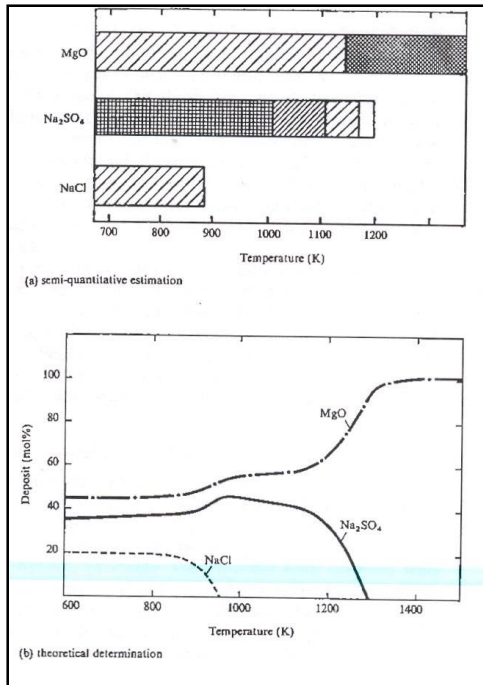 MgO
Na₂SO₄
NaCl
700 800 900 1000 1100 1200
Temperature (K)
(a) semi-quantitative estimation
Deposit (mol%)
100
80
60
40
20
MgO
Na₂SO₄
NaCl
600 800 1000 1200 1400
Temperature (K)
(b) theoretical determination